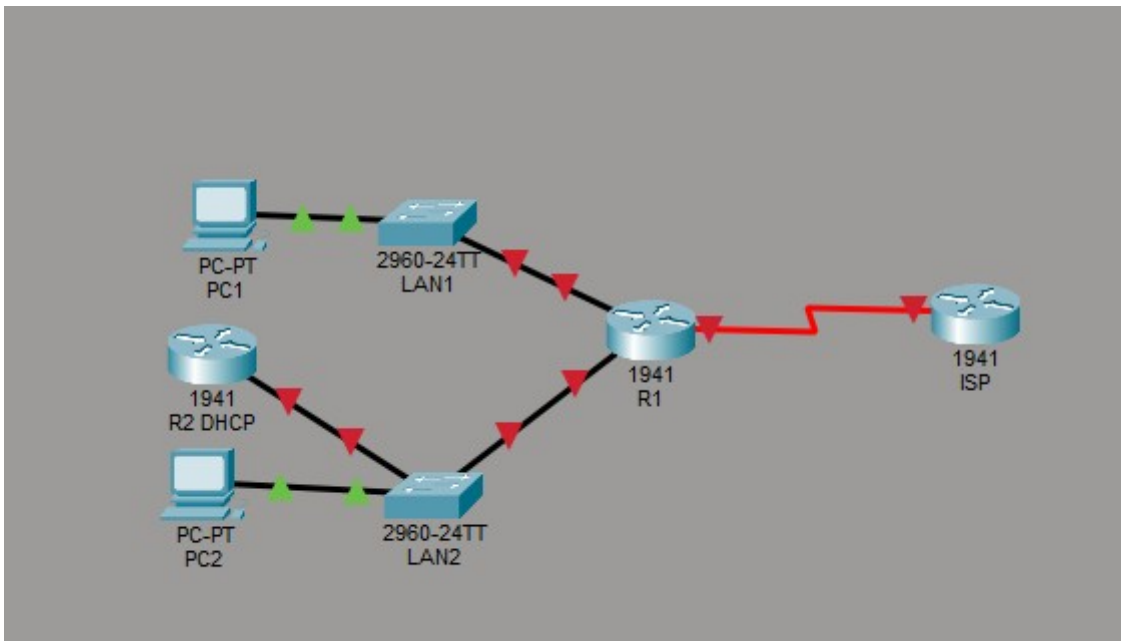 PC-PT
PC1
2960-24TT
LAN1
1941
R2 DHCP
1941
R1
1941
ISP
PC-PT
PC2
2960-24TT
LAN2